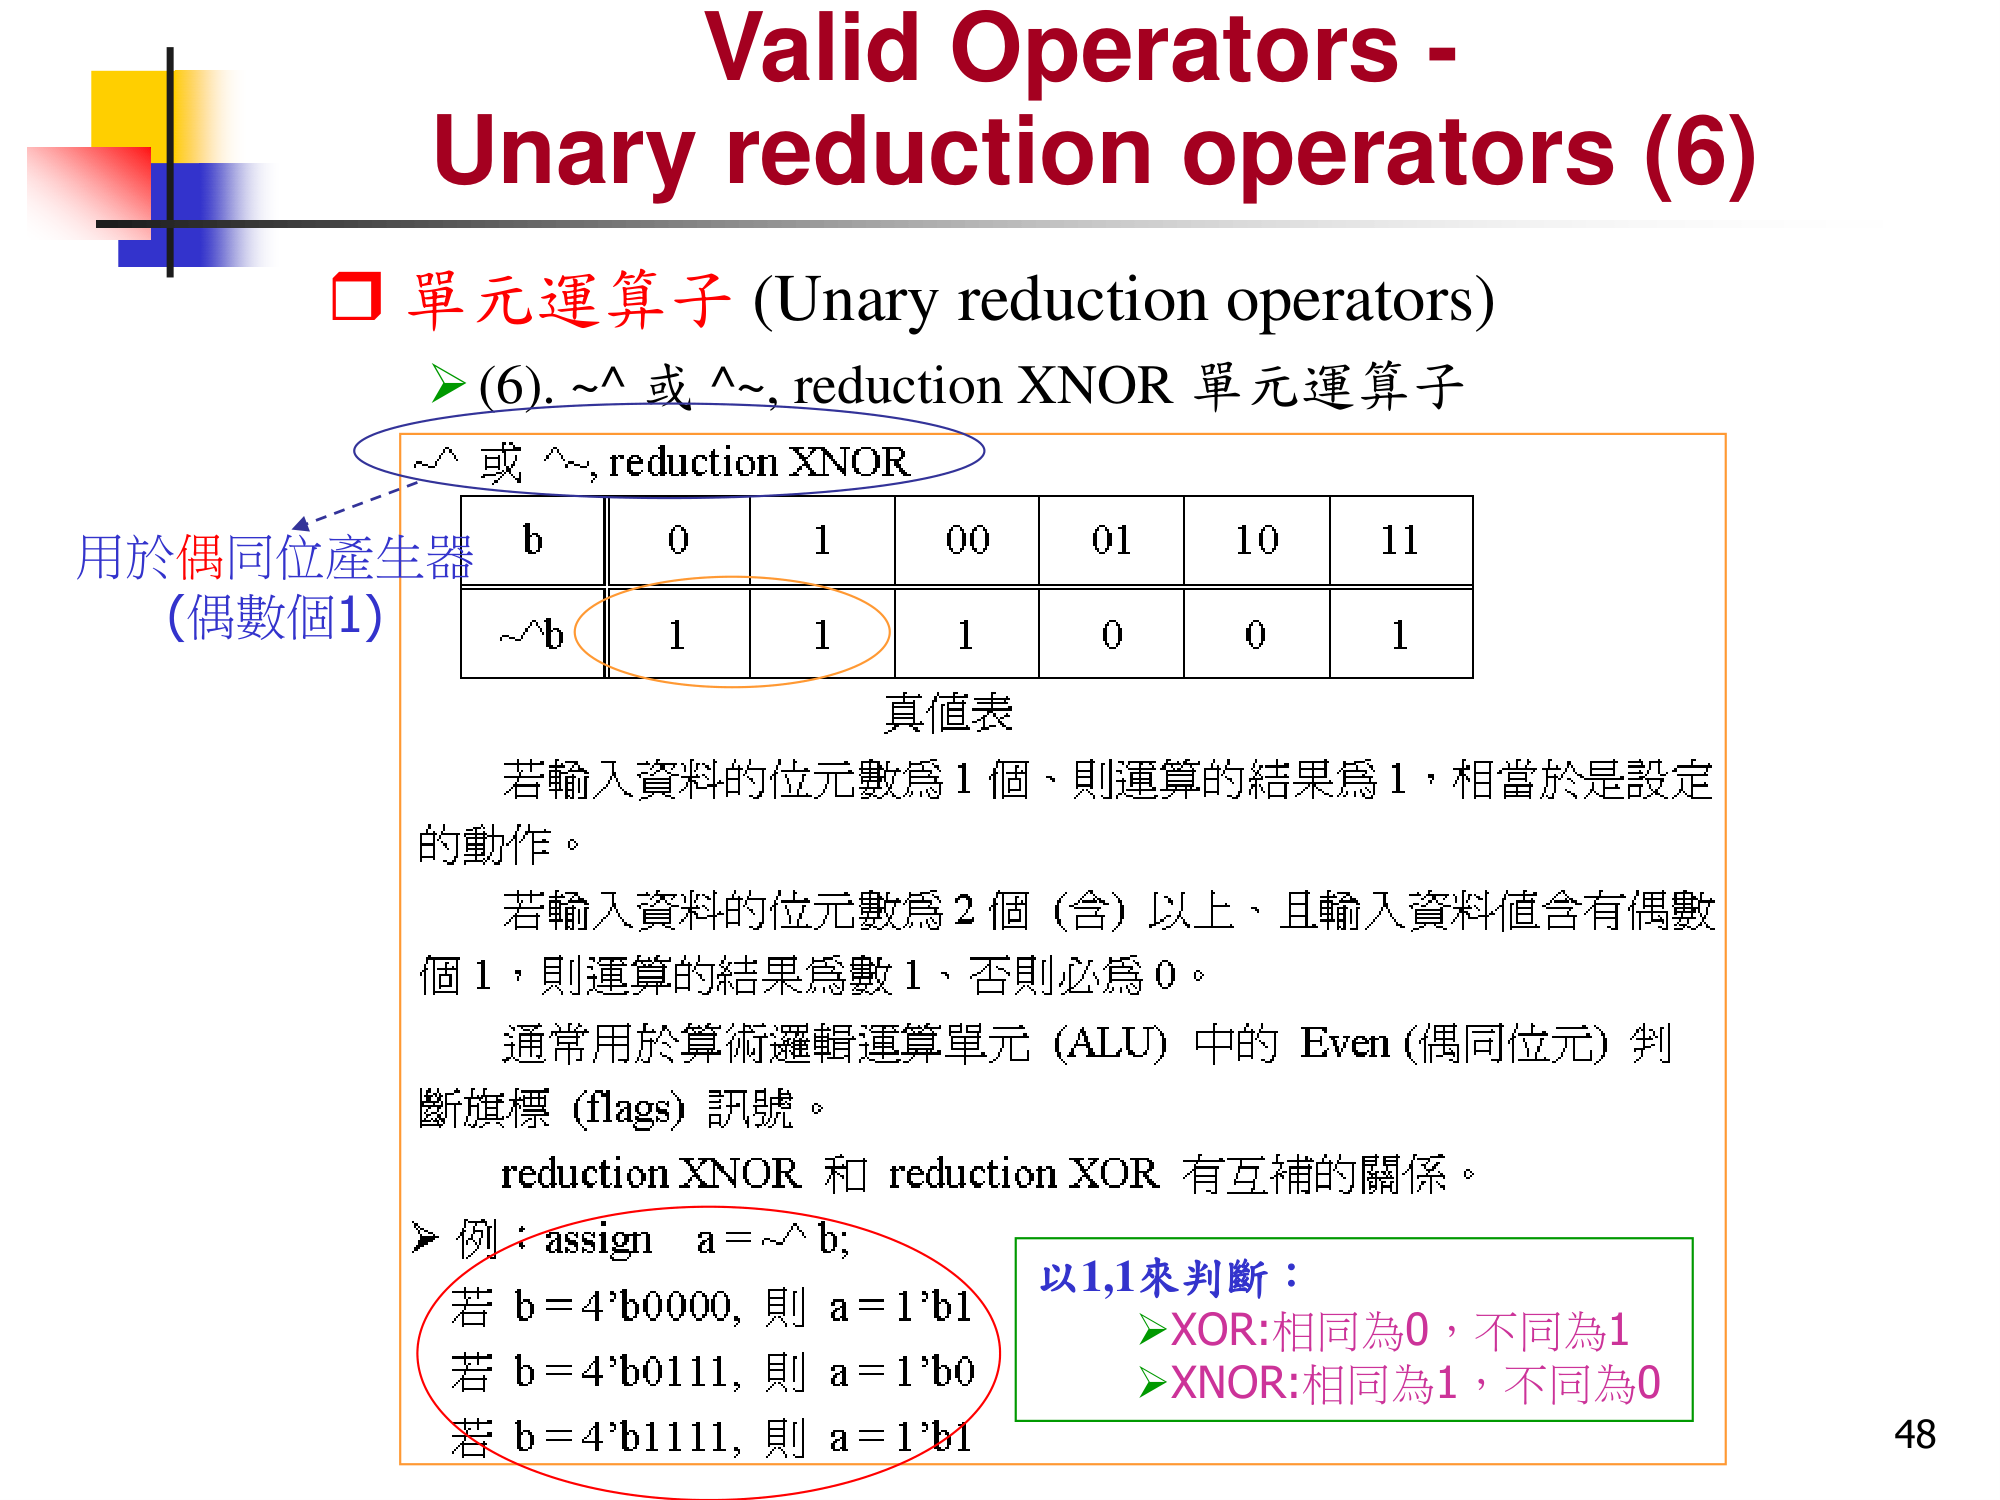 Valid Operators -
Unary reduction operators (6)
單元運算子 (Unary reduction operators)
(6). ~^ 或 ^~, reduction XNOR 單元運算子
~^ 或 ^~, reduction XNOR
用於偶同位產生器
(偶數個1)
b 0 1 00 01 10 11
~^b 1 1 1 0 0 1
真值表
若輸入資料的位元數為 1 個、則運算的結果為 1，相當於是設定
的動作。
若輸入資料的位元數為 2 個 (含) 以上、且輸入資料值含有偶數
個 1，則運算的結果為數 1、否則必為 0。
通常用於算術邏輯運算單元 (ALU) 中的 Even (偶同位元) 判
斷旗標 (flags) 訊號。
reduction XNOR 和 reduction XOR 有互補的關係。
例：assign a = ~^ b;
若 b = 4’b0000, 則 a = 1’b1
若 b = 4’b0111, 則 a = 1’b0
若 b = 4’b1111, 則 a = 1’b1
以1,1來判斷：
XOR:相同為0，不同為1
XNOR:相同為1，不同為0
48